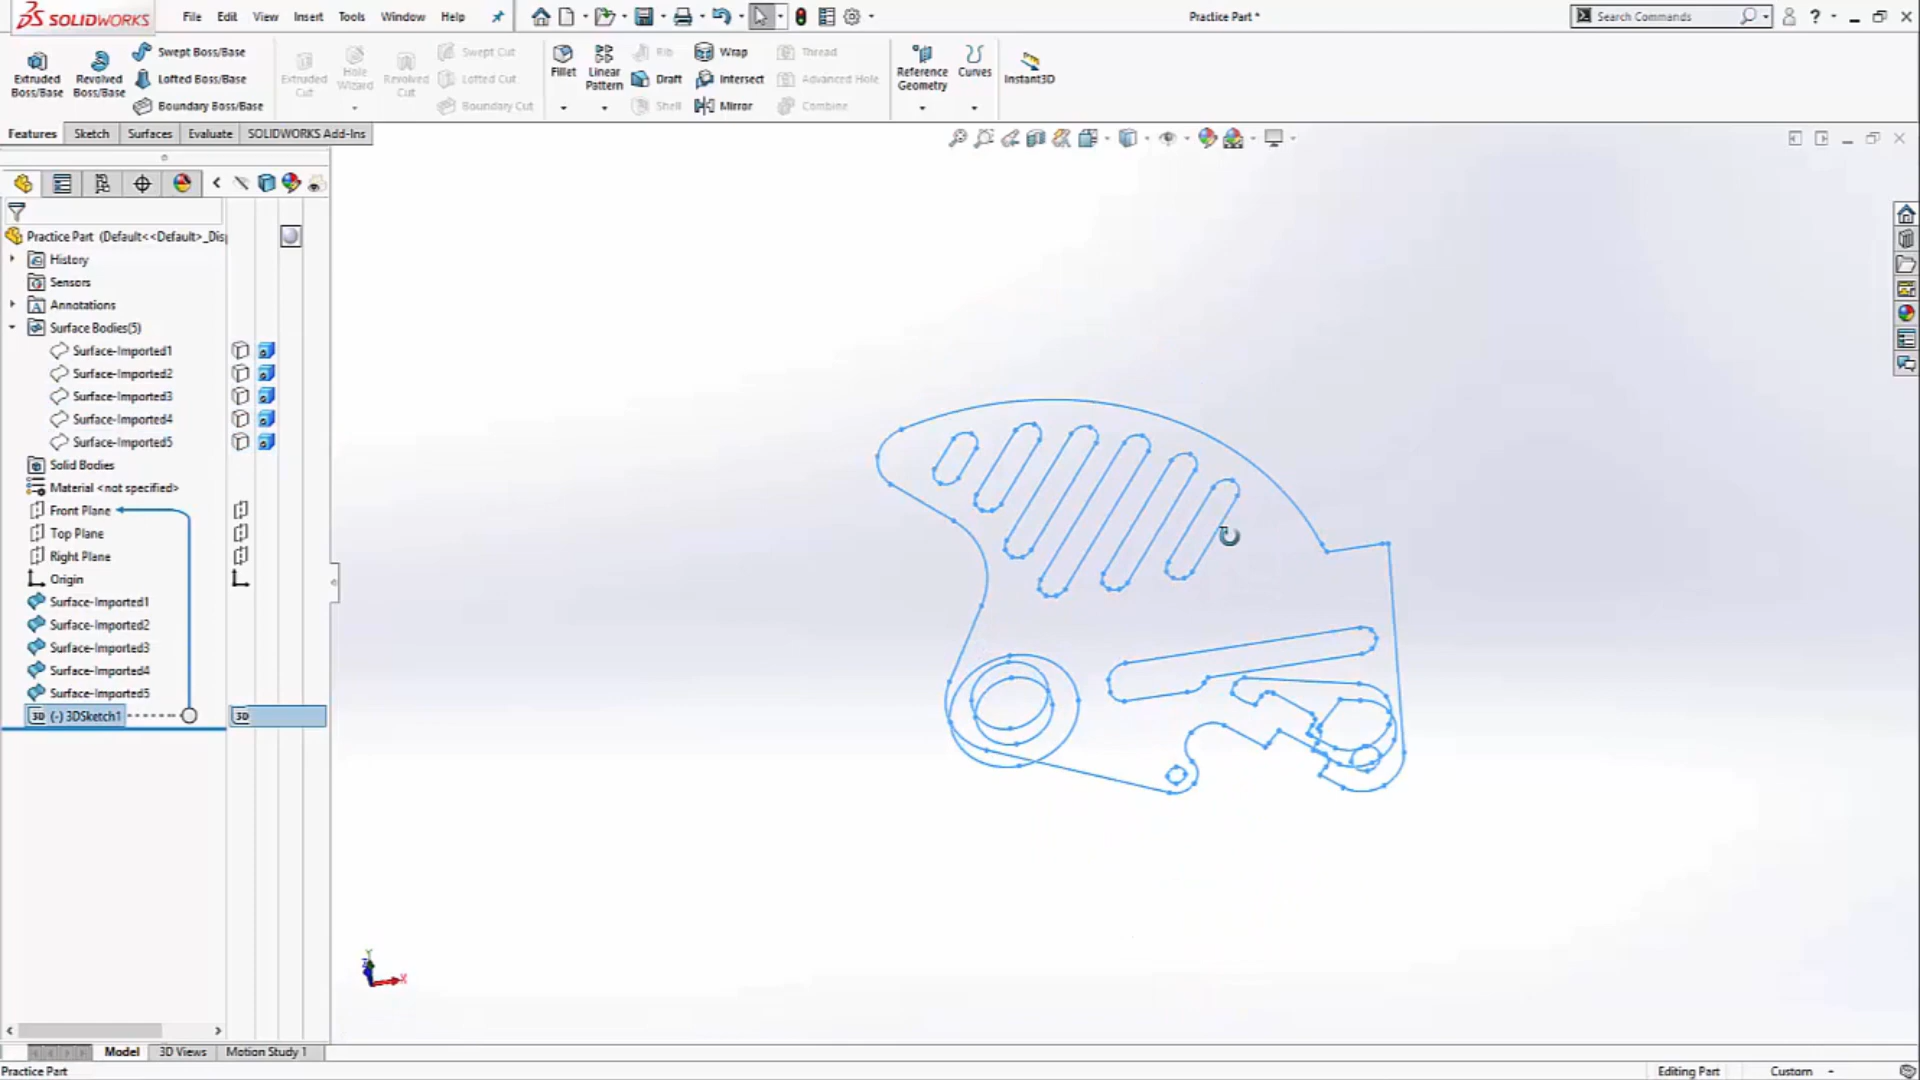 SOLIDWORKS File Edit View Insert Tools Window Help Practice Part * Search Commands ?
Extruded Boss/Base
Revolved Boss/Base
Swept Boss/Base
Lofted Boss/Base
Boundary Boss/Base
Extruded Cut
Hole Wizard
Revolved Cut
Swept Cut
Lofted Cut
Boundary Cut
Fillet
Linear Pattern
Rib
Draft
Shell
Wrap
Intersect
Mirror
Thread
Advanced Hole
Combine
Reference Geometry
Curves
Instant3D
Features Sketch Surfaces Evaluate SOLIDWORKS Add-Ins
Practice Part (Default<<Default>_Dis
History
Sensors
Annotations
Surface Bodies(5)
Surface-Imported1
Surface-Imported2
Surface-Imported3
Surface-Imported4
Surface-Imported5
Solid Bodies
Material <not specified>
Front Plane
Top Plane
Right Plane
Origin
Surface-Imported1
Surface-Imported2
Surface-Imported3
Surface-Imported4
Surface-Imported5
3D (-) 3DSketch1 3D
Y
Z
X
Model 3D Views Motion Study 1
Practice Part Editing Part Custom